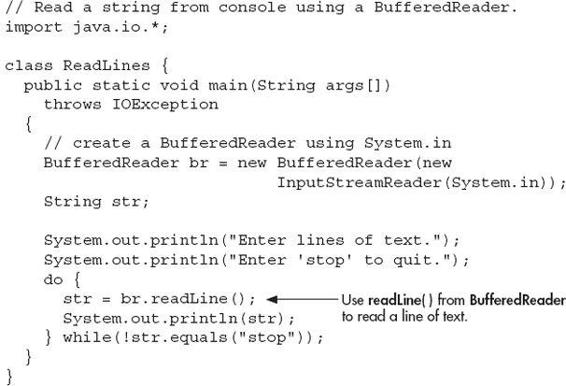 // Read a string from console using a BufferedReader.
import java.io.*;
class ReadLines {
public static void main(String args[])
throws IOException
{
// create a BufferedReader using System.in
BufferedReader br = new BufferedReader(new
InputStreamReader(System.in));
String str;
System.out.println("Enter lines of text.");
System.out.println("Enter 'stop' to quit.");
do {
str = br.readLine(); Use readLine( ) from BufferedReader
System.out.println(str); to read a line of text.
} while(!str.equals("stop"));
}
}